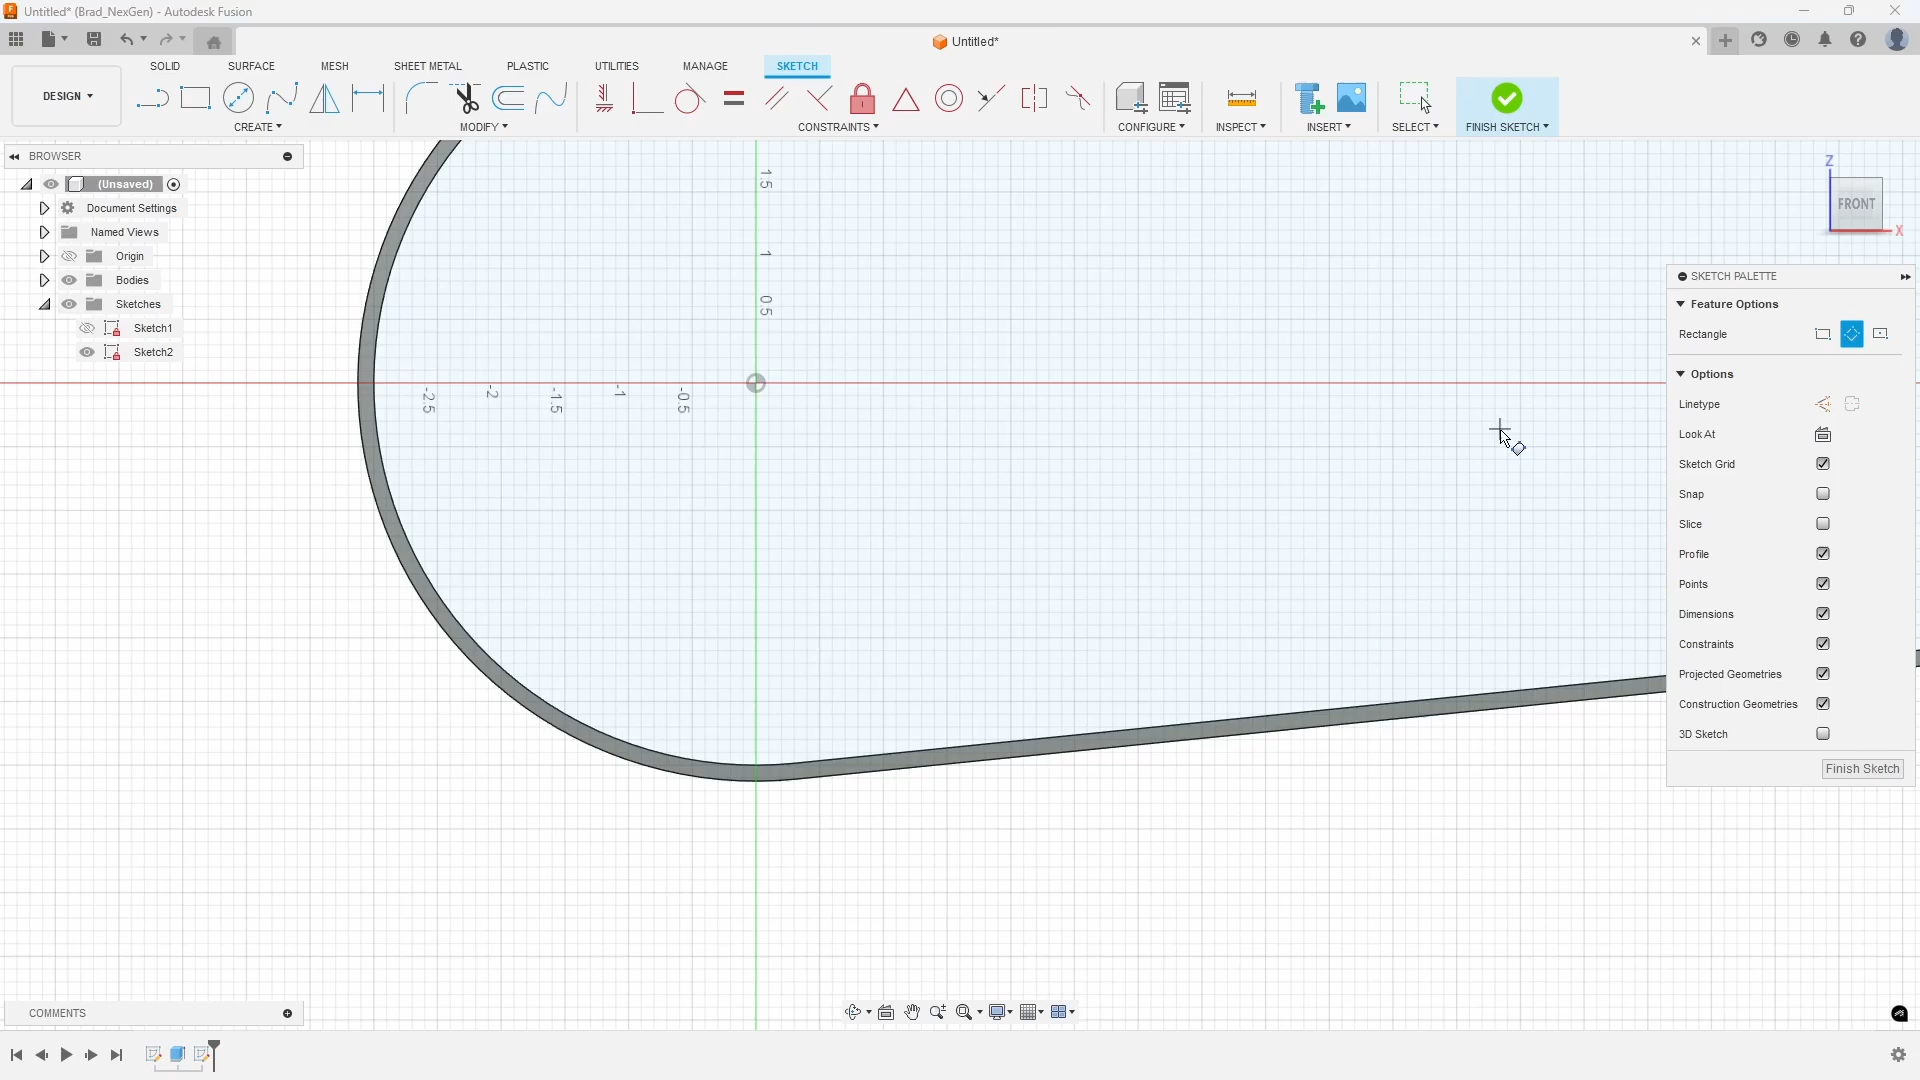 Untitled* (Brad_NexGen) - Autodesk Fusion
Untitled*
SOLID SURFACE MESH SHEET METAL PLASTIC UTILITIES MANAGE SKETCH
DESIGN
CREATE MODIFY CONSTRAINTS CONFIGURE INSPECT INSERT SELECT FINISH SKETCH
BROWSER
(Unsaved)
Document Settings
Named Views
Origin
Bodies
Sketches
Sketch1
Sketch2
1.5
1
0.5
-2.5 -2 -1.5 -1 -0.5
Z
FRONT
X
SKETCH PALETTE
Feature Options
Rectangle
Options
Linetype
Look At
Sketch Grid
Snap
Slice
Profile
Points
Dimensions
Constraints
Projected Geometries
Construction Geometries
3D Sketch
Finish Sketch
COMMENTS